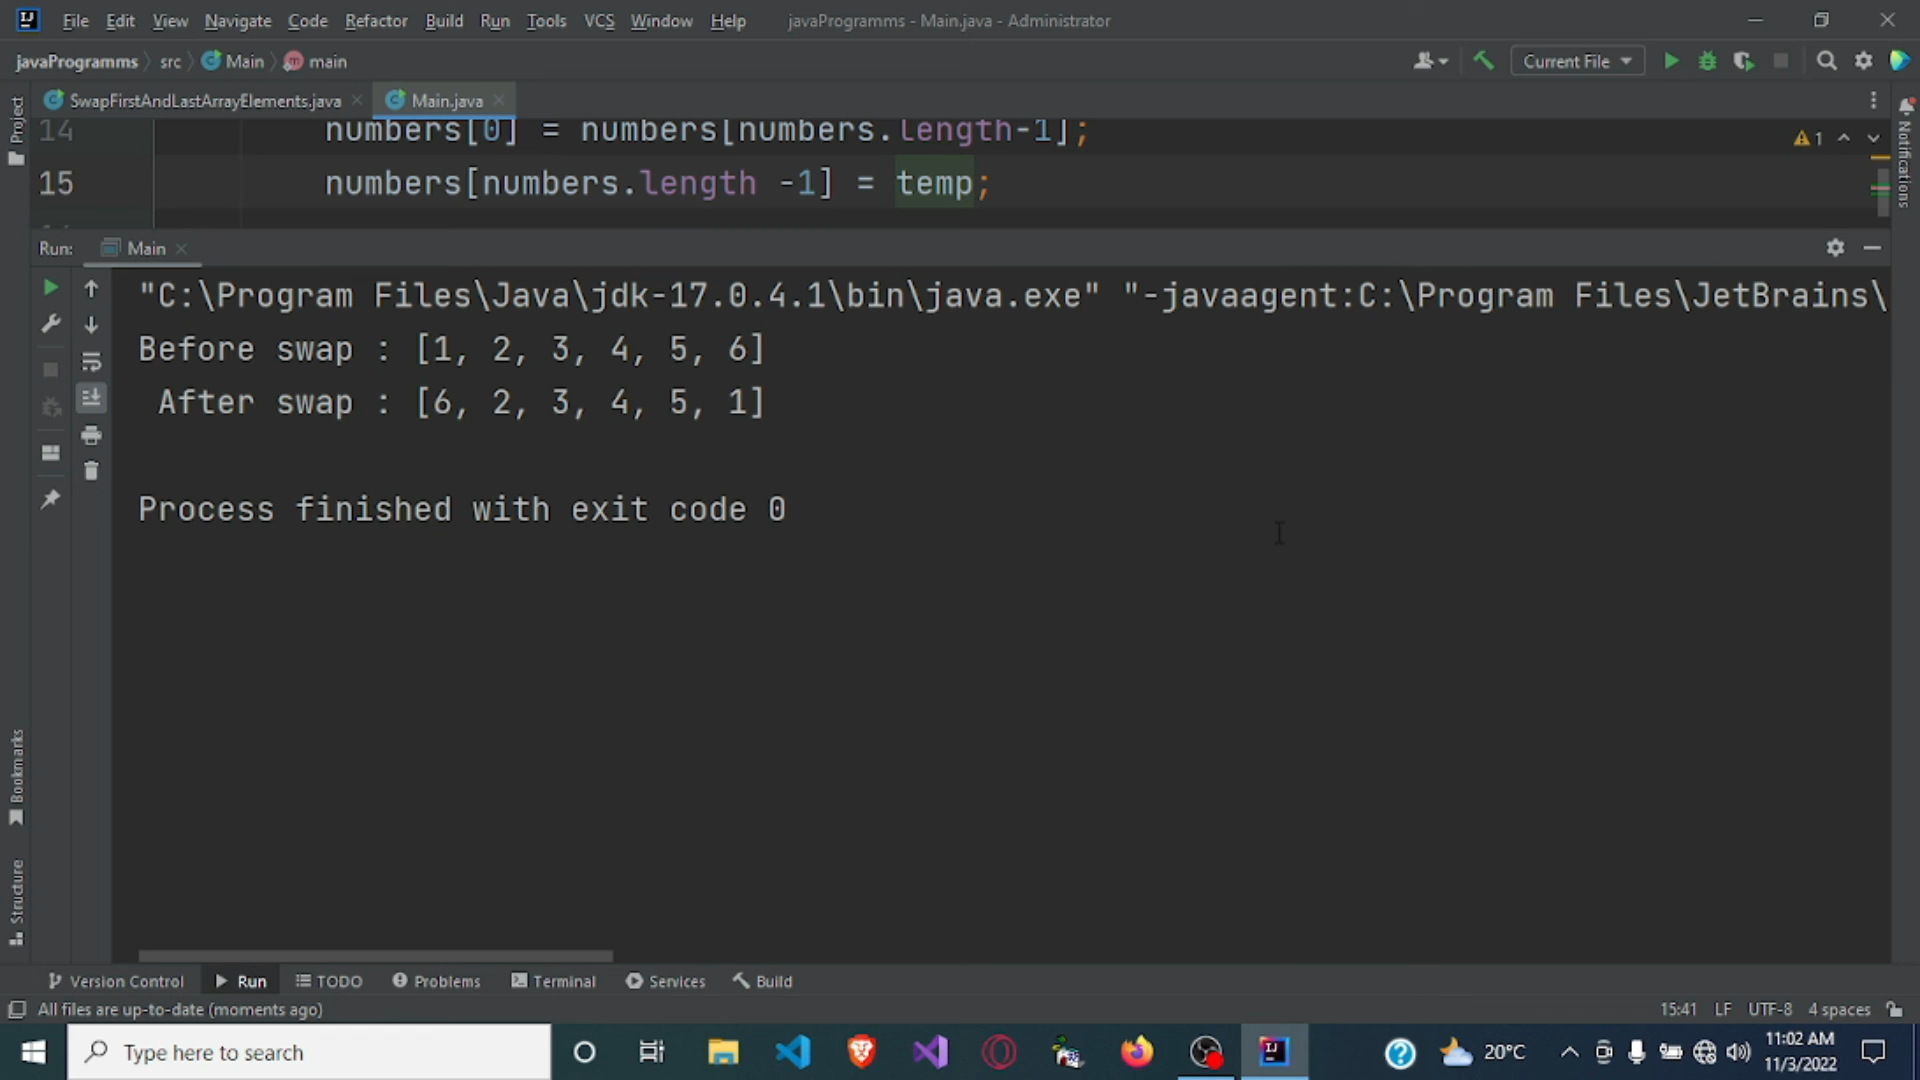 File Edit View Navigate Code Refactor Build Run Tools VCS Window Help javaProgramms - Main.java - Administrator
javaProgramms src Main main Current File
SwapFirstAndLastArrayElements.java Main.java
Project
Notifications
14 numbers[0] = numbers[numbers.length-1];
1
15 numbers[numbers.length -1] = temp;
Run: Main
"C:\Program Files\Java\jdk-17.0.4.1\bin\java.exe" "-javaagent:C:\Program Files\JetBrains\
Before swap : [1, 2, 3, 4, 5, 6]
After swap : [6, 2, 3, 4, 5, 1]
Process finished with exit code 0
Bookmarks
Structure
Version Control Run TODO Problems Terminal Services Build
All files are up-to-date (moments ago) 15:41 LF UTF-8 4 spaces
Type here to search 20°C 11:02 AM
11/3/2022